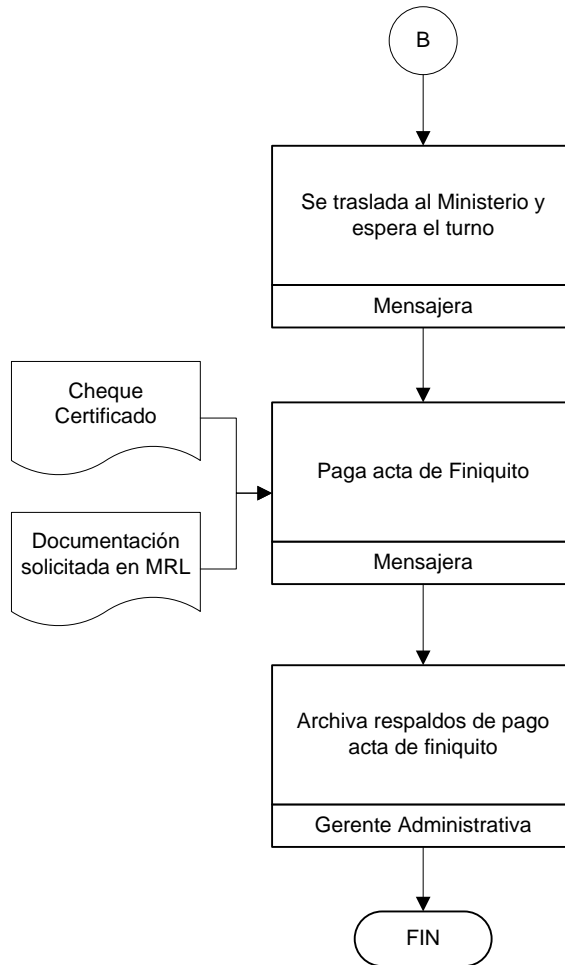 B
Se traslada al Ministerio y
espera el turno
Mensajera
Cheque
Certificado
Paga acta de Finiquito
Documentación
solicitada en MRL
Mensajera
Archiva respaldos de pago
acta de finiquito
Gerente Administrativa
FIN